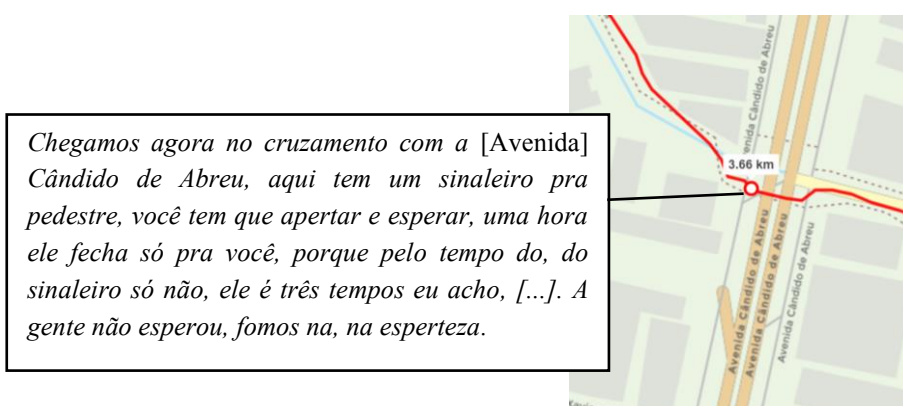 Chegamos agora no cruzamento com a [Avenida]
Cândido de Abreu, aqui tem um sinaleiro pra
pedestre, você tem que apertar e esperar, uma hora
ele fecha só pra você, porque pelo tempo do, do
sinaleiro só não, ele é três tempos eu acho, [...]. A
gente não esperou, fomos na, na esperteza.
enida Cândido de Abreu
3.66 km
Avenida Cândido de Abreu
Avenida Cândido de Abreu
Avenida Cândido de Abreu